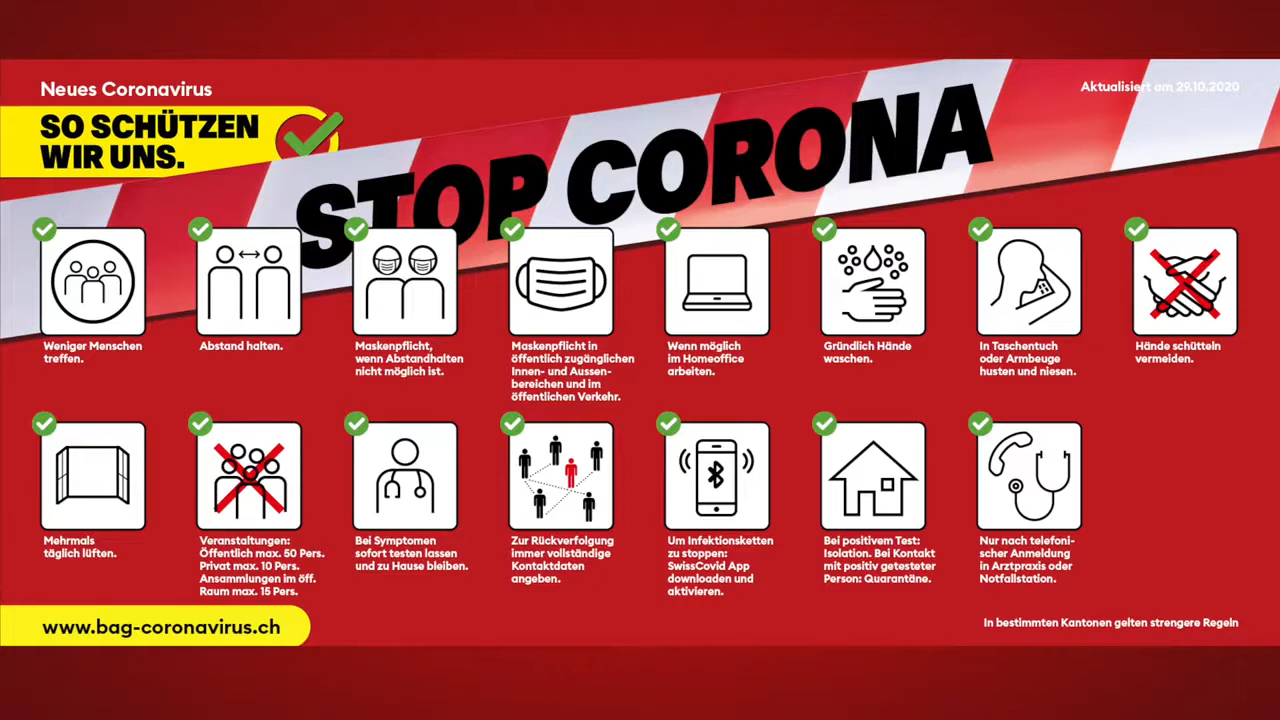 Neues Coronavirus
Aktualisiert am 29.10.2020
SO SCHÜTZEN
WIR UNS.
STOP CORONA
Weniger Menschen
treffen.
Abstand halten.
Maskenpflicht,
wenn Abstandhalten
nicht möglich ist.
Maskenpflicht in
öffentlich zugänglichen
Innen- und Aussen-
bereichen und im
öffentlichen Verkehr.
Wenn möglich
im Homeoffice
arbeiten.
Gründlich Hände
waschen.
In Taschentuch
oder Armbeuge
husten und niesen.
Hände schütteln
vermeiden.
Mehrmals
täglich lüften.
Veranstaltungen:
Öffentlich max. 50 Pers.
Privat max. 10 Pers.
Ansammlungen im öff.
Raum max. 15 Pers.
Bei Symptomen
sofort testen lassen
und zu Hause bleiben.
Zur Rückverfolgung
immer vollständige
Kontaktdaten
angeben.
Um Infektionsketten
zu stoppen:
SwissCovid App
downloaden und
aktivieren.
Bei positivem Test:
Isolation. Bei Kontakt
mit positiv getesteter
Person: Quarantäne.
Nur nach telefoni-
scher Anmeldung
in Arztpraxis oder
Notfallstation.
www.bag-coronavirus.ch
In bestimmten Kantonen gelten strengere Regeln